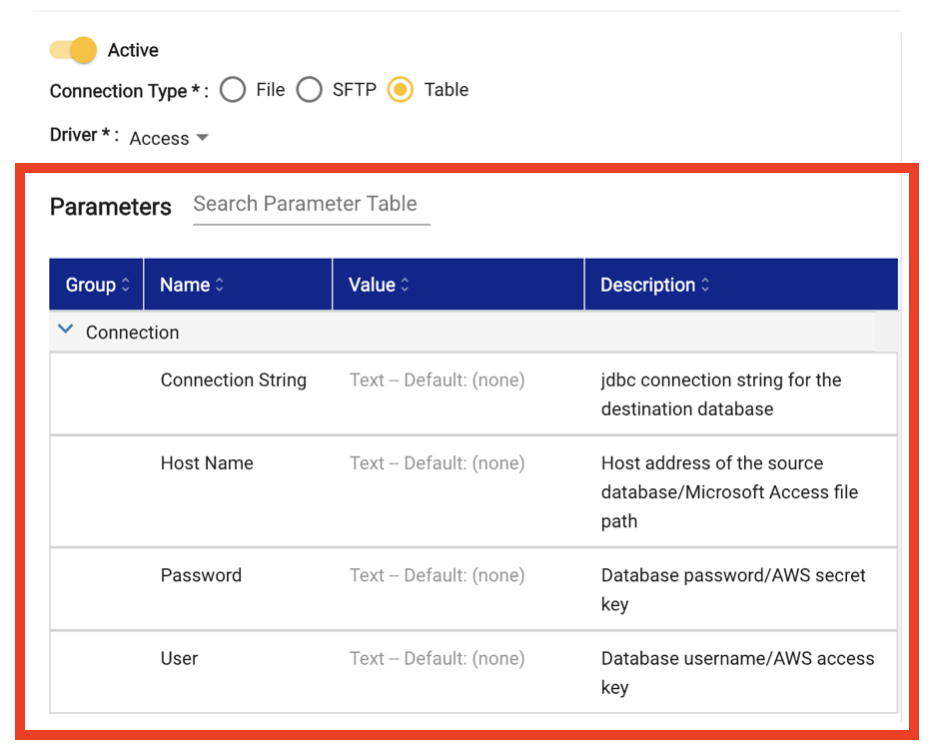 Active
Connection Type * : File SFTP Table
Driver * : Access
Parameters Search Parameter Table
Group Name Value Description
Connection
Connection String Text -- Default: (none) jdbc connection string for the
destination database
Host Name Text -- Default: (none) Host address of the source
database/Microsoft Access file
path
Password Text -- Default: (none) Database password/AWS secret
key
User Text -- Default: (none) Database username/AWS access
key